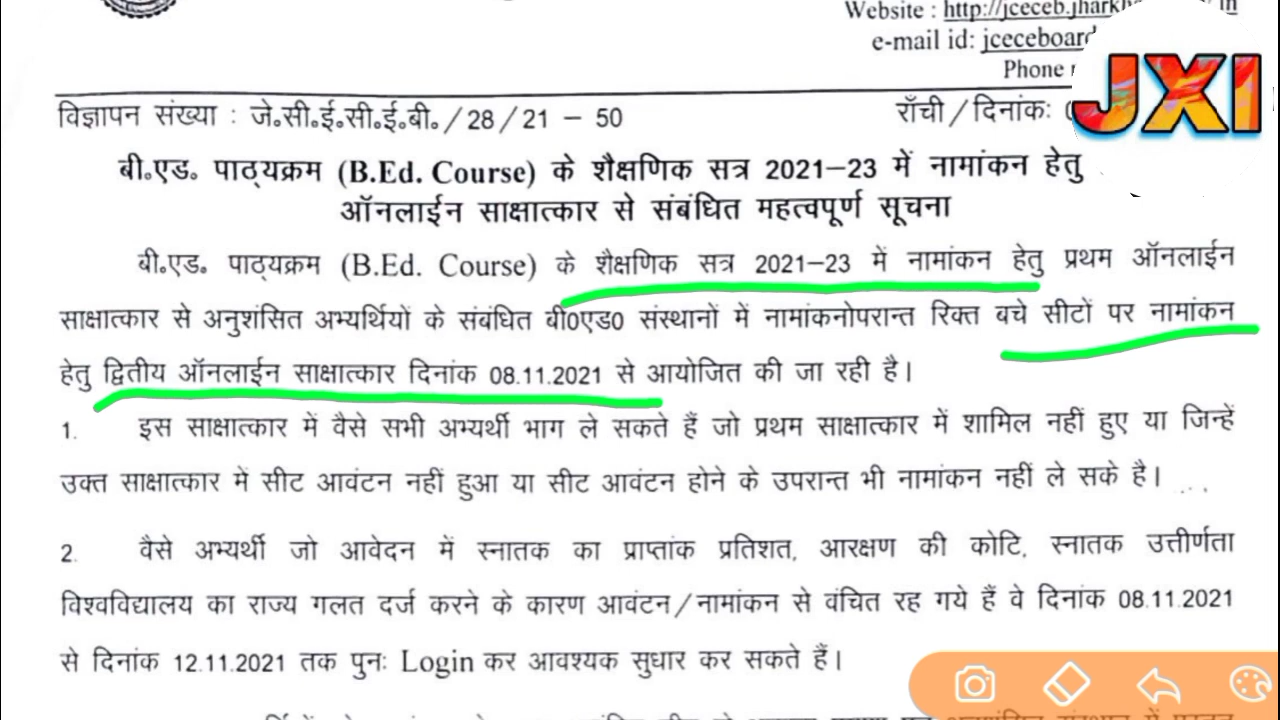 Website : http://jceceb.jhark
e-mail id: jceceboard
Phone
JXI
विज्ञापन संख्या : जे॰सी॰ई॰सी॰ई॰बी॰ / 28 / 21 – 50
राँची / दिनांकः
बी॰एड॰ पाठ्यक्रम (B.Ed. Course) के शैक्षणिक सत्र 2021–23 में नामांकन हेतु
ऑनलाईन साक्षात्कार से संबंधित महत्वपूर्ण सूचना
बी॰एड॰ पाठ्यक्रम (B.Ed. Course) के शैक्षणिक सत्र 2021–23 में नामांकन हेतु प्रथम ऑनलाईन
साक्षात्कार से अनुशंसित अभ्यर्थियों के संबंधित बी0एड0 संस्थानों में नामांकनोपरान्त रिक्त बचे सीटों पर नामांकन
हेतु द्वितीय ऑनलाईन साक्षात्कार दिनांक 08.11.2021 से आयोजित की जा रही है।
1. इस साक्षात्कार में वैसे सभी अभ्यर्थी भाग ले सकते हैं जो प्रथम साक्षात्कार में शामिल नहीं हुए या जिन्हें
उक्त साक्षात्कार में सीट आवंटन नहीं हुआ या सीट आवंटन होने के उपरान्त भी नामांकन नहीं ले सके है।
2. वैसे अभ्यर्थी जो आवेदन में स्नातक का प्राप्तांक प्रतिशत, आरक्षण की कोटि, स्नातक उत्तीर्णता
विश्वविद्यालय का राज्य गलत दर्ज करने के कारण आवंटन/नामांकन से वंचित रह गये हैं वे दिनांक 08.11.2021
से दिनांक 12.11.2021 तक पुनः Login कर आवश्यक सुधार कर सकते हैं।